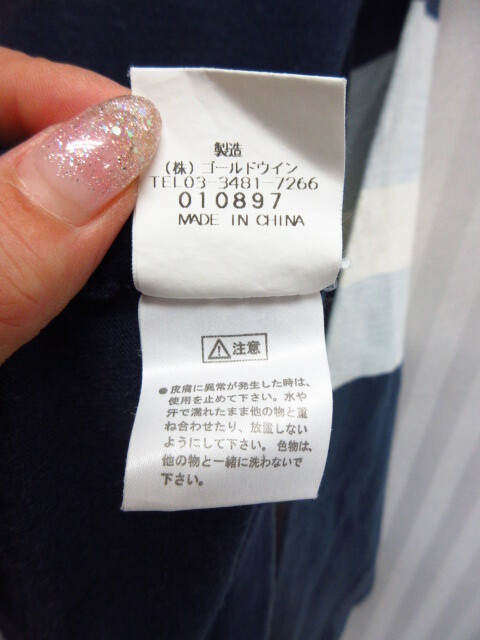 製造
(株)ゴールドウイン
TEL03-3481-7266
010897
MADE IN CHINA
注意
●皮膚に異常が発生した時は、
使用を止めて下さい。水や
汗で濡れたまま他の物と重
ね合わせたり、放置しない
ようにして下さい。色物は、
他の物と一緒に洗わないで
下さい。